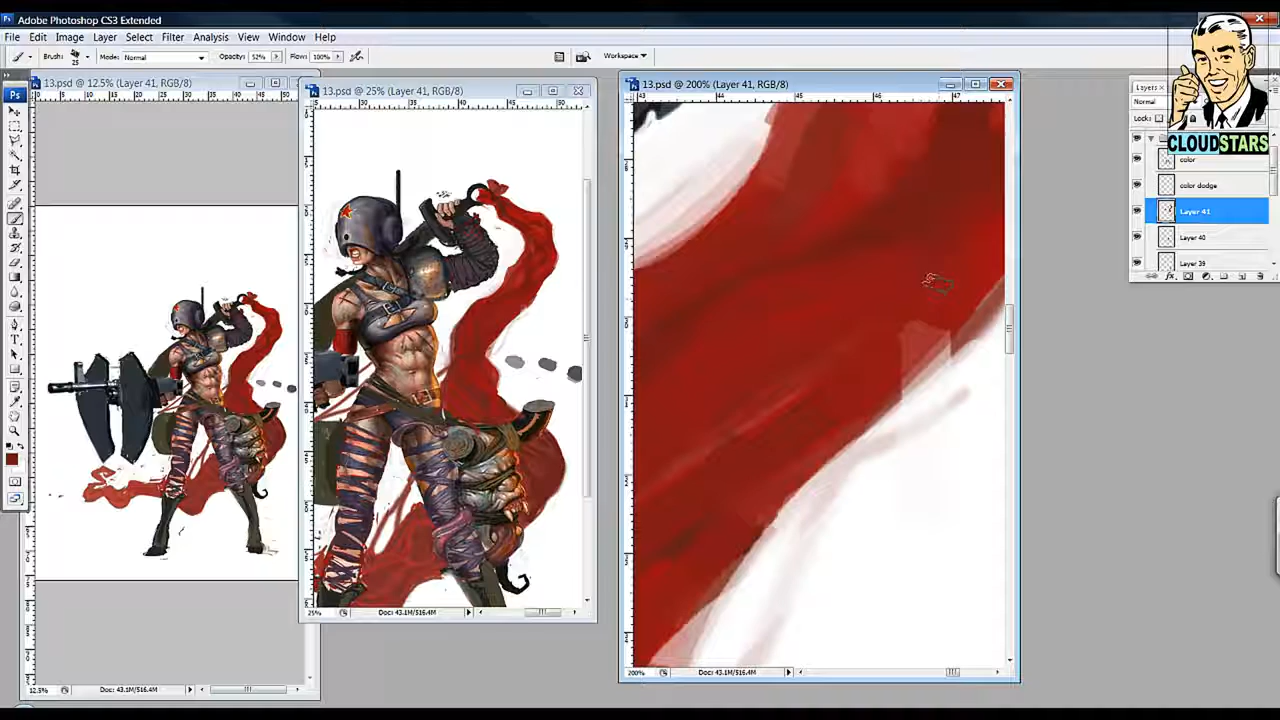 Adobe Photoshop CS3 Extended
File Edit Image Layer Select Filter Analysis View Window Help
Brush: 25 Mode: Normal Opacity: 52% Flow: 100% Workspace
13.psd @ 12.5% (Layer 41, RGB/8)
13.psd @ 25% (Layer 41, RGB/8)
13.psd @ 200% (Layer 41, RGB/8)
Layers
Normal
Lock:
CLOUDSTARS
color
color dodge
Layer 41
Layer 40
Layer 39
Ps
25% Doc: 43.1M/516.4M
200% Doc: 43.1M/516.4M
12.5% Doc: 43.1M/516.4M